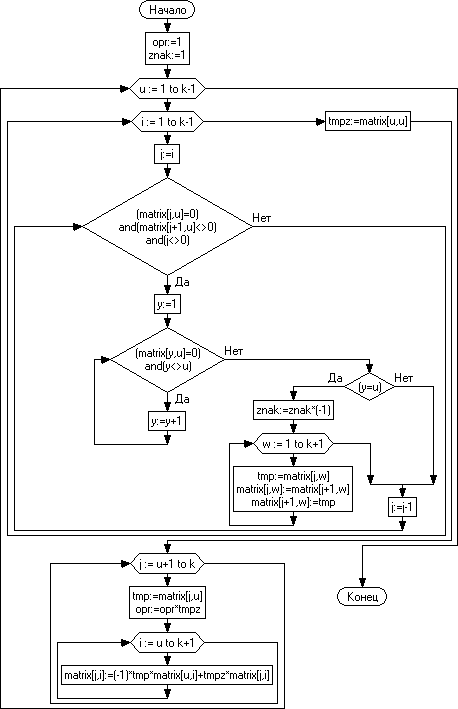 Начало
opr:=1
znak:=1
u := 1 to k-1
i := 1 to k-1
tmpz:=matrix[u,u]
j:=i
(matrix[j,u]=0)
and(matrix[j+1,u]<>0)
and(j<>0)
Нет
Да
y:=1
(matrix[y,u]=0)
and(y<>u)
Нет
Да
y:=y+1
Да
(y=u)
Нет
znak:=znak*(-1)
w := 1 to k+1
tmp:=matrix[j,w]
matrix[j,w]:=matrix[j+1,w]
matrix[j+1,w]:=tmp
j:=j-1
j := u+1 to k
tmp:=matrix[j,u]
opr:=opr*tmpz
Конец
i := u to k+1
matrix[j,i]:=(-1)*tmp*matrix[u,i]+tmpz*matrix[j,i]